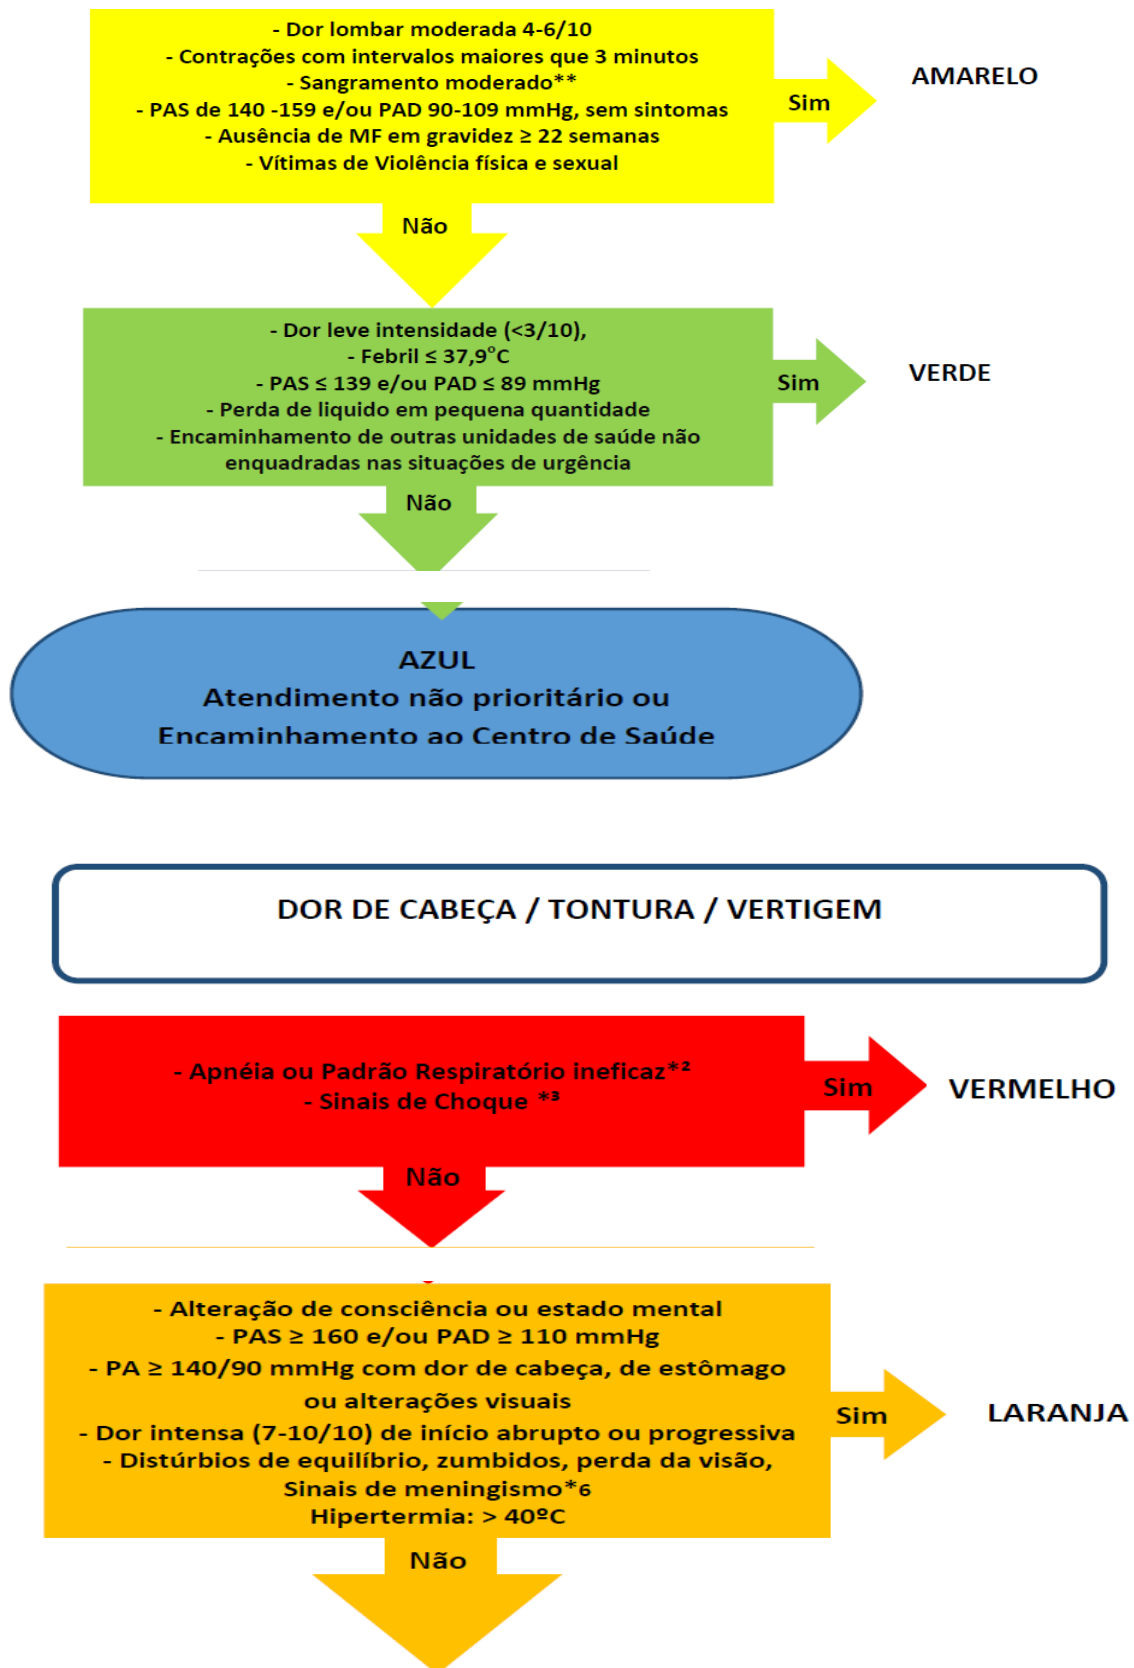 - Dor lombar moderada 4-6/10
- Contrações com intervalos maiores que 3 minutos
- Sangramento moderado**
- PAS de 140 -159 e/ou PAD 90-109 mmHg, sem sintomas
- Ausência de MF em gravidez ≥ 22 semanas
- Vítimas de Violência física e sexual
Sim
AMARELO
Não
- Dor leve intensidade (<3/10),
- Febril ≤ 37,9°C
- PAS ≤ 139 e/ou PAD ≤ 89 mmHg
- Perda de liquido em pequena quantidade
- Encaminhamento de outras unidades de saúde não
enquadradas nas situações de urgência
Sim
VERDE
Não
AZUL
Atendimento não prioritário ou
Encaminhamento ao Centro de Saúde
DOR DE CABEÇA / TONTURA / VERTIGEM
- Apnéia ou Padrão Respiratório ineficaz*²
- Sinais de Choque *³
Sim
VERMELHO
Não
- Alteração de consciência ou estado mental
- PAS ≥ 160 e/ou PAD ≥ 110 mmHg
- PA ≥ 140/90 mmHg com dor de cabeça, de estômago
ou alterações visuais
- Dor intensa (7-10/10) de início abrupto ou progressiva
- Distúrbios de equilíbrio, zumbidos, perda da visão,
Sinais de meningismo*6
Hipertermia: > 40ºC
Sim
LARANJA
Não